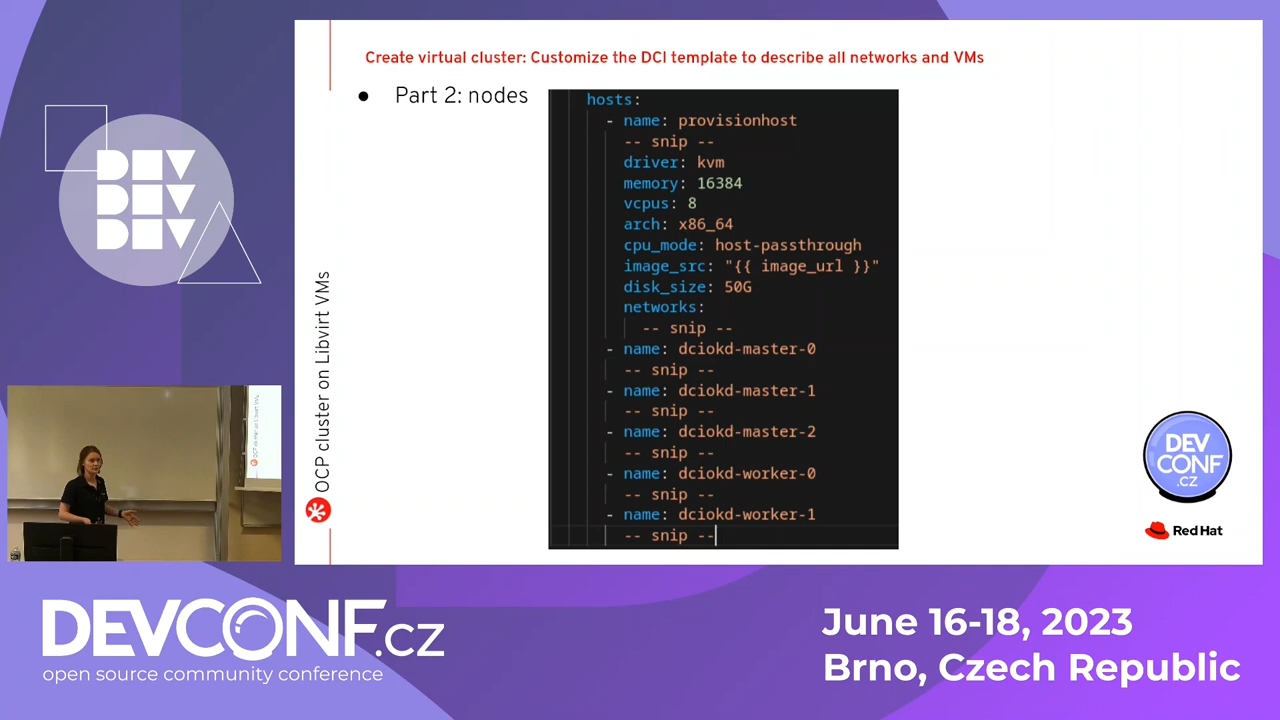 Create virtual cluster: Customize the DCI template to describe all networks and VMs
● Part 2: nodes
hosts:
- name: provisionhost
-- snip --
driver: kvm
memory: 16384
vcpus: 8
arch: x86_64
cpu_mode: host-passthrough
image_src: "{{ image_url }}"
disk_size: 50G
networks:
-- snip --
- name: dciokd-master-0
-- snip --
- name: dciokd-master-1
-- snip --
- name: dciokd-master-2
-- snip --
- name: dciokd-worker-0
-- snip --
- name: dciokd-worker-1
-- snip --
OCP cluster on Libvirt VMs
DEV
DEV
DEV
DEV
CONF
.CZ
Red Hat
DEVCONF.cz
open source community conference
June 16-18, 2023
Brno, Czech Republic